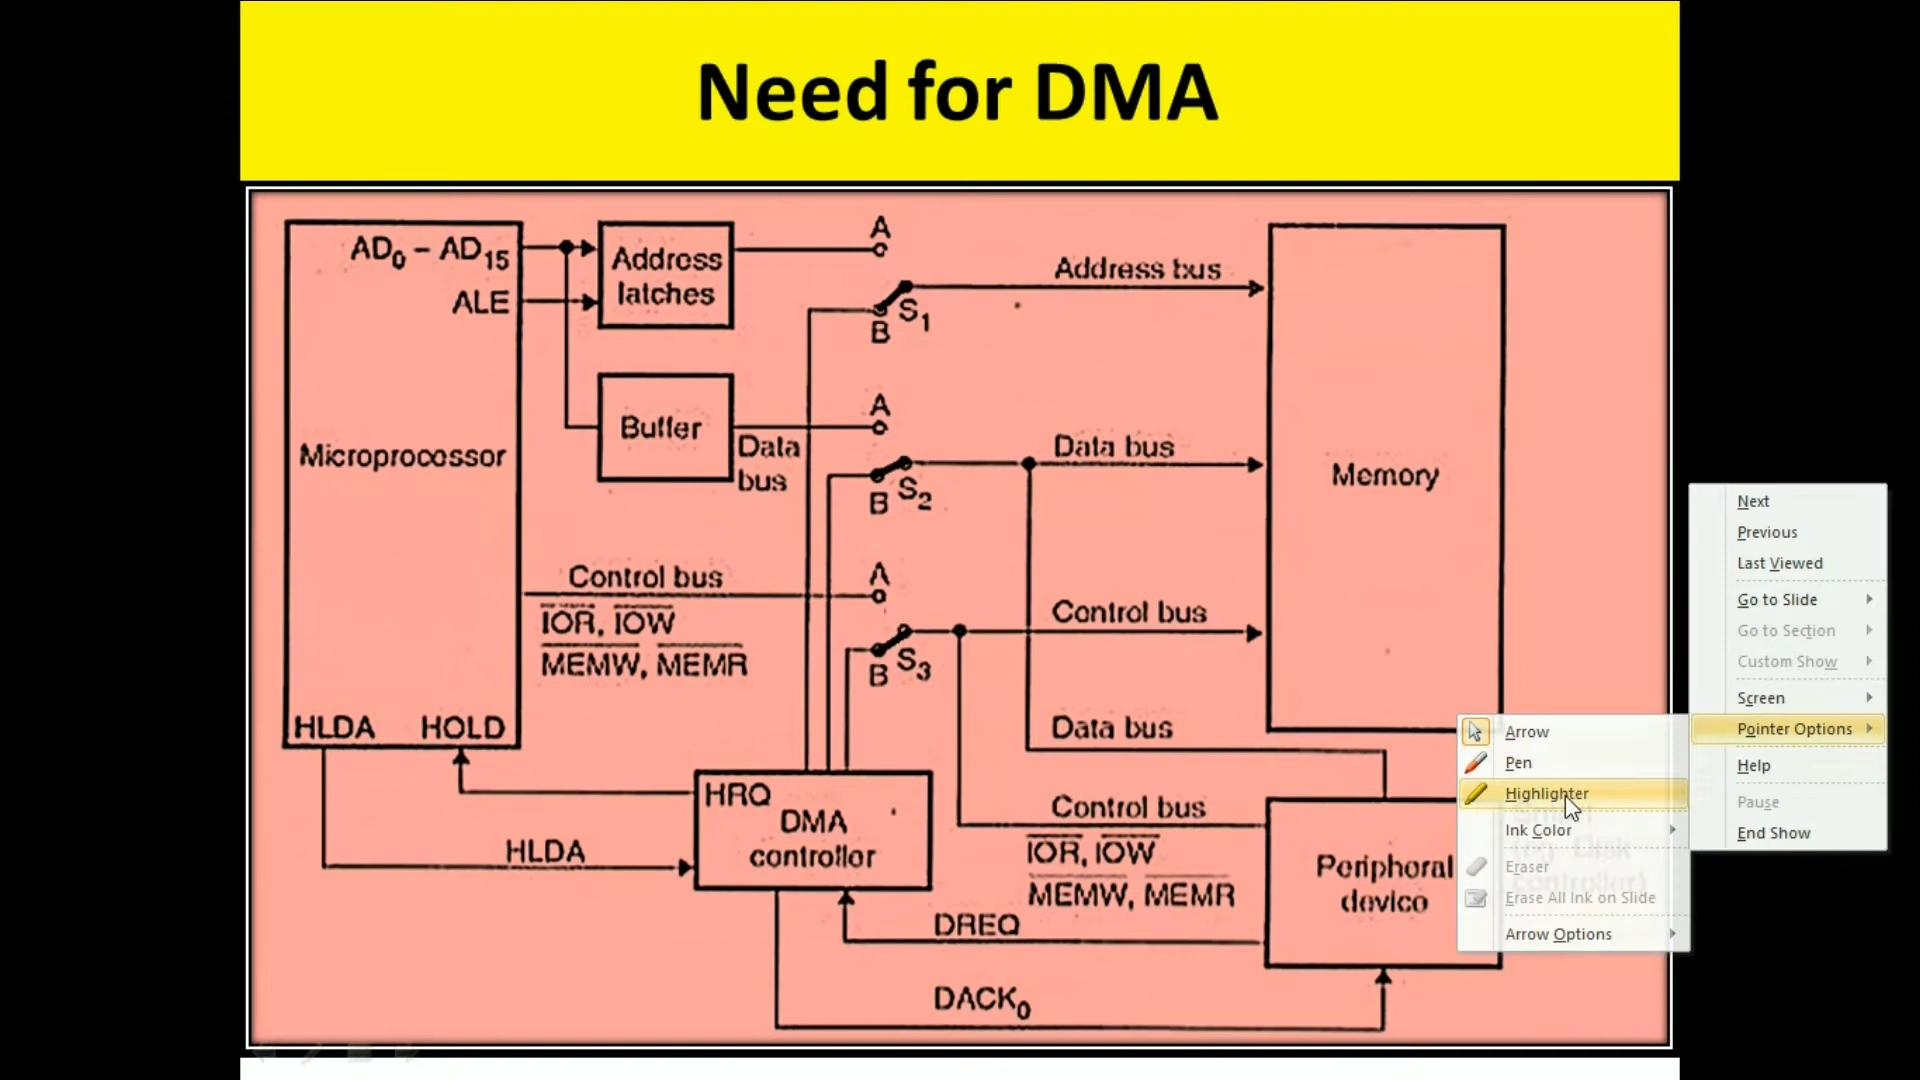 Need for DMA
AD0 – AD15
ALE
Address
latches
A
B
S1
Address bus
Microprocessor
Buffer
Data
bus
A
B
S2
Data bus
Memory
Control bus
IOR, IOW
MEMW, MEMR
A
B
S3
Control bus
HLDA
HOLD
Data bus
HRQ
DMA
controller
HLDA
Control bus
IOR, IOW
MEMW, MEMR
Peripheral
device
DREQ
DACK0
Next
Previous
Last Viewed
Go to Slide
Go to Section
Custom Show
Screen
Pointer Options
Help
Pause
End Show
Arrow
Pen
Highlighter
Ink Color
Eraser
Erase All Ink on Slide
Arrow Options
Disk
controller)